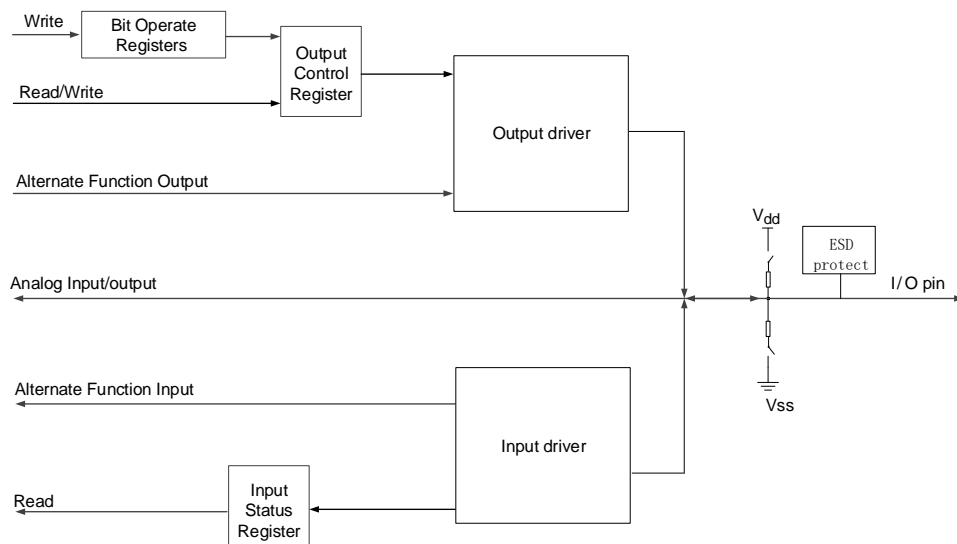 Write
Bit Operate
Registers
Output
Control
Register
Read/Write
Output driver
Alternate Function Output
Vdd
ESD
protect
Analog Input/output
I/O pin
Alternate Function Input
Vss
Input driver
Input
Status
Register
Read